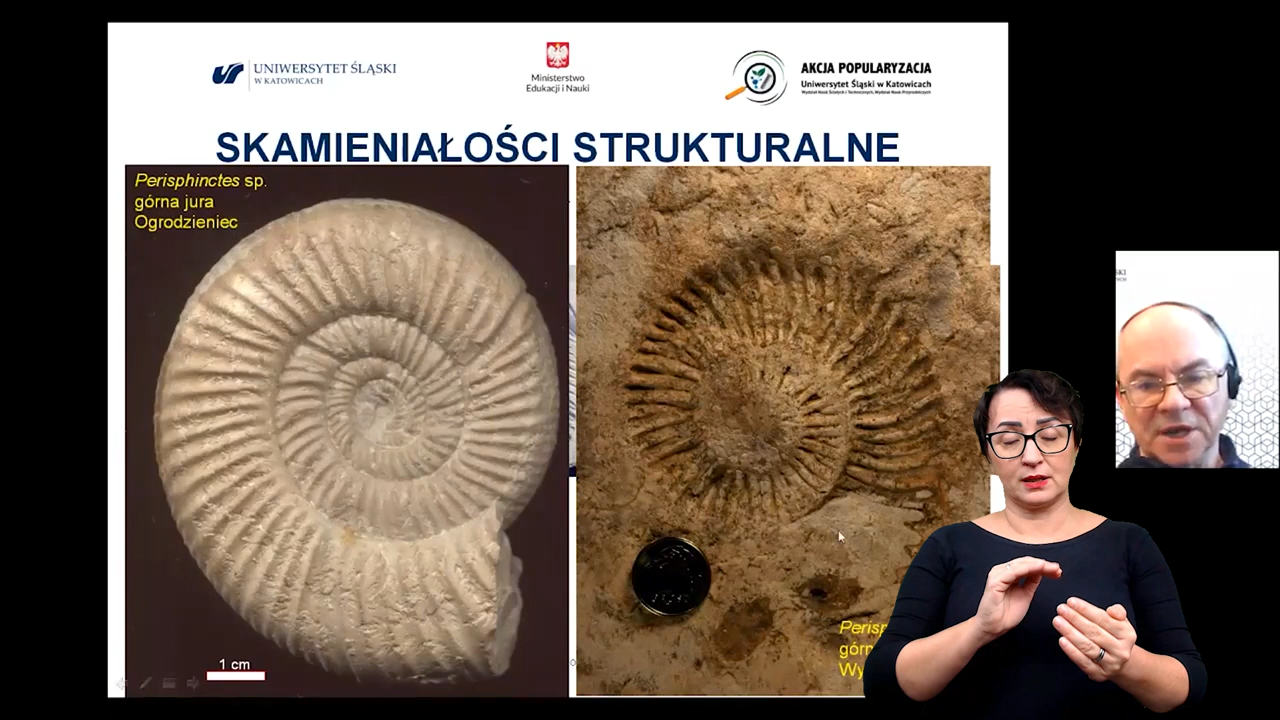 UNIWERSYTET ŚLĄSKI
W KATOWICACH
Ministerstwo
Edukacji i Nauki
AKCJA POPULARYZACJA
Uniwersytet Śląski w Katowicach
SKAMIENIAŁOŚCI STRUKTURALNE
Perisphinctes sp.
górna jura
Ogrodzieniec
1 cm